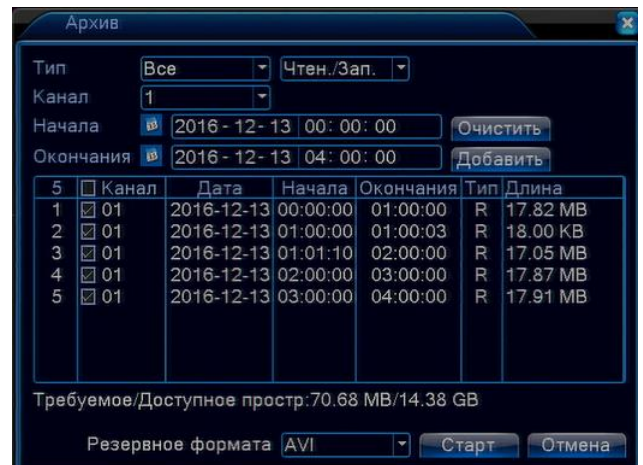 Архив
Тип Все Чтен./Зап.
Канал 1
Начала 2016 - 12 - 13 00: 00: 00 Очистить
Окончания 2016 - 12 - 13 04: 00: 00 Добавить
5 Канал Дата Начала Окончания Тип Длина
1 01 2016-12-13 00:00:00 01:00:00 R 17.82 MB
2 01 2016-12-13 01:00:00 01:00:03 R 18.00 KB
3 01 2016-12-13 01:01:10 02:00:00 R 17.05 MB
4 01 2016-12-13 02:00:00 03:00:00 R 17.87 MB
5 01 2016-12-13 03:00:00 04:00:00 R 17.91 MB
Требуемое/Доступное простр:70.68 MB/14.38 GB
Резервное формата AVI Старт Отмена